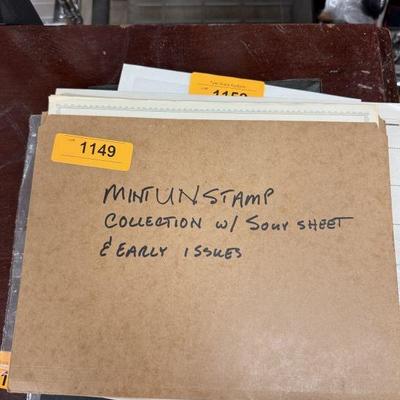 1149
MINT UN STAMP
COLLECTION W/ SOUV SHEET
& EARLY ISSUES